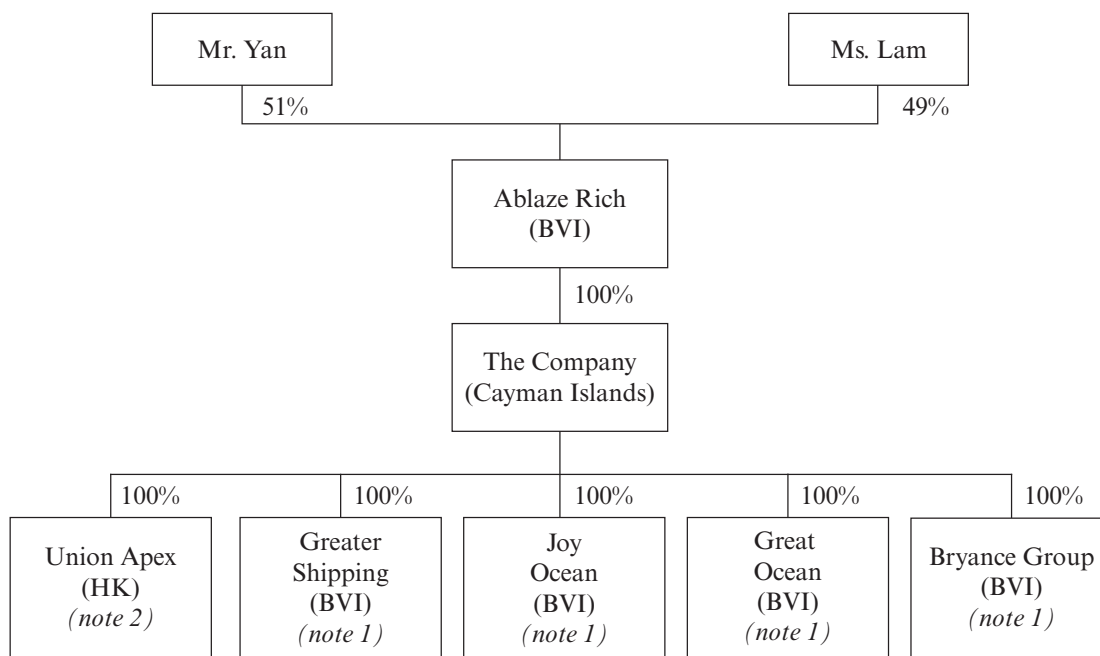 Mr. Yan
Ms. Lam
51%
49%
Ablaze Rich
(BVI)
100%
The Company
(Cayman Islands)
100%
100%
100%
100%
100%
Union Apex
(HK)
(note 2)
Greater
Shipping
(BVI)
(note 1)
Joy
Ocean
(BVI)
(note 1)
Great
Ocean
(BVI)
(note 1)
Bryance Group
(BVI)
(note 1)